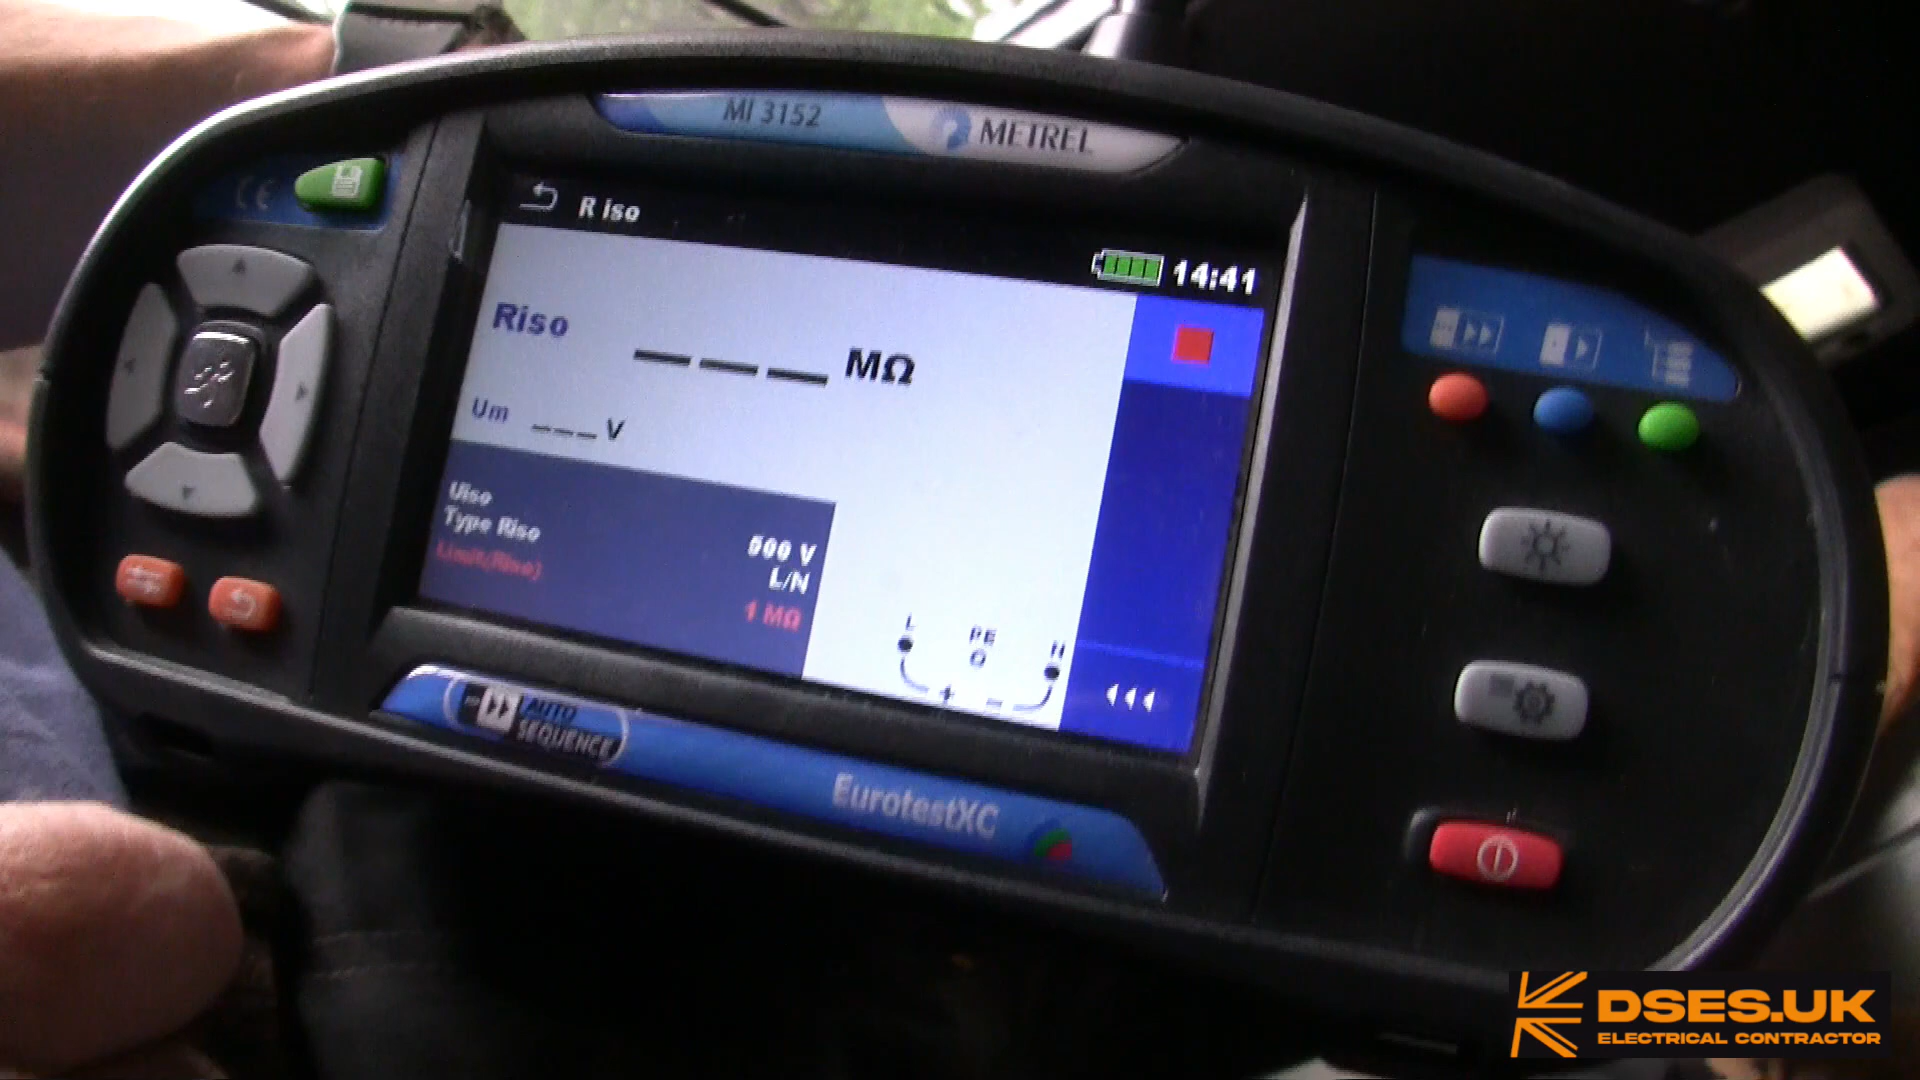 MI 3152
METREL
CE
R iso
14:41
Riso
--- MΩ
Um ---V
Uiso 500 V
Type Riso L/N
Limit(Riso) 1 MΩ
L PE N
+ -
AUTO
SEQUENCE
EurotestXC
DSES.UK
ELECTRICAL CONTRACTOR